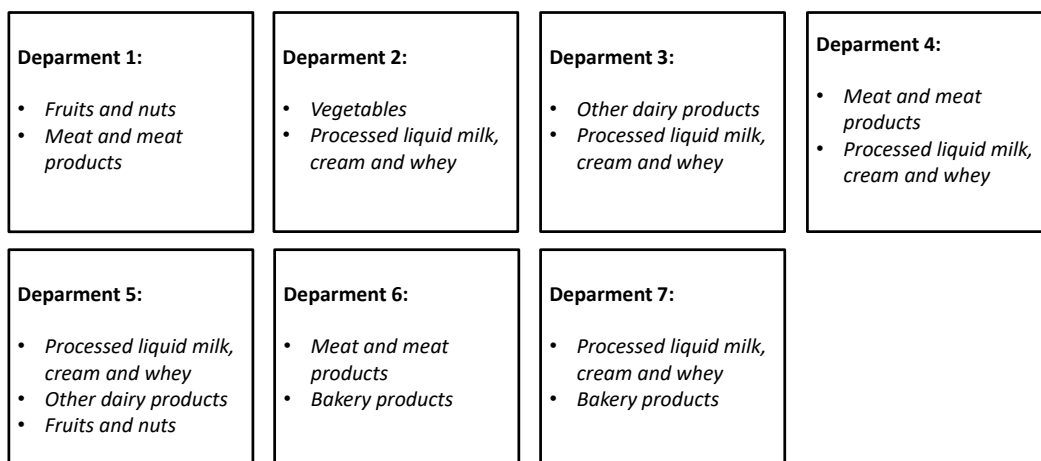 Deparment 1:
• Fruits and nuts
• Meat and meat
products
Deparment 2:
• Vegetables
• Processed liquid milk,
cream and whey
Deparment 3:
• Other dairy products
• Processed liquid milk,
cream and whey
Deparment 4:
• Meat and meat
products
• Processed liquid milk,
cream and whey
Deparment 5:
• Processed liquid milk,
cream and whey
• Other dairy products
• Fruits and nuts
Deparment 6:
• Meat and meat
products
• Bakery products
Deparment 7:
• Processed liquid milk,
cream and whey
• Bakery products